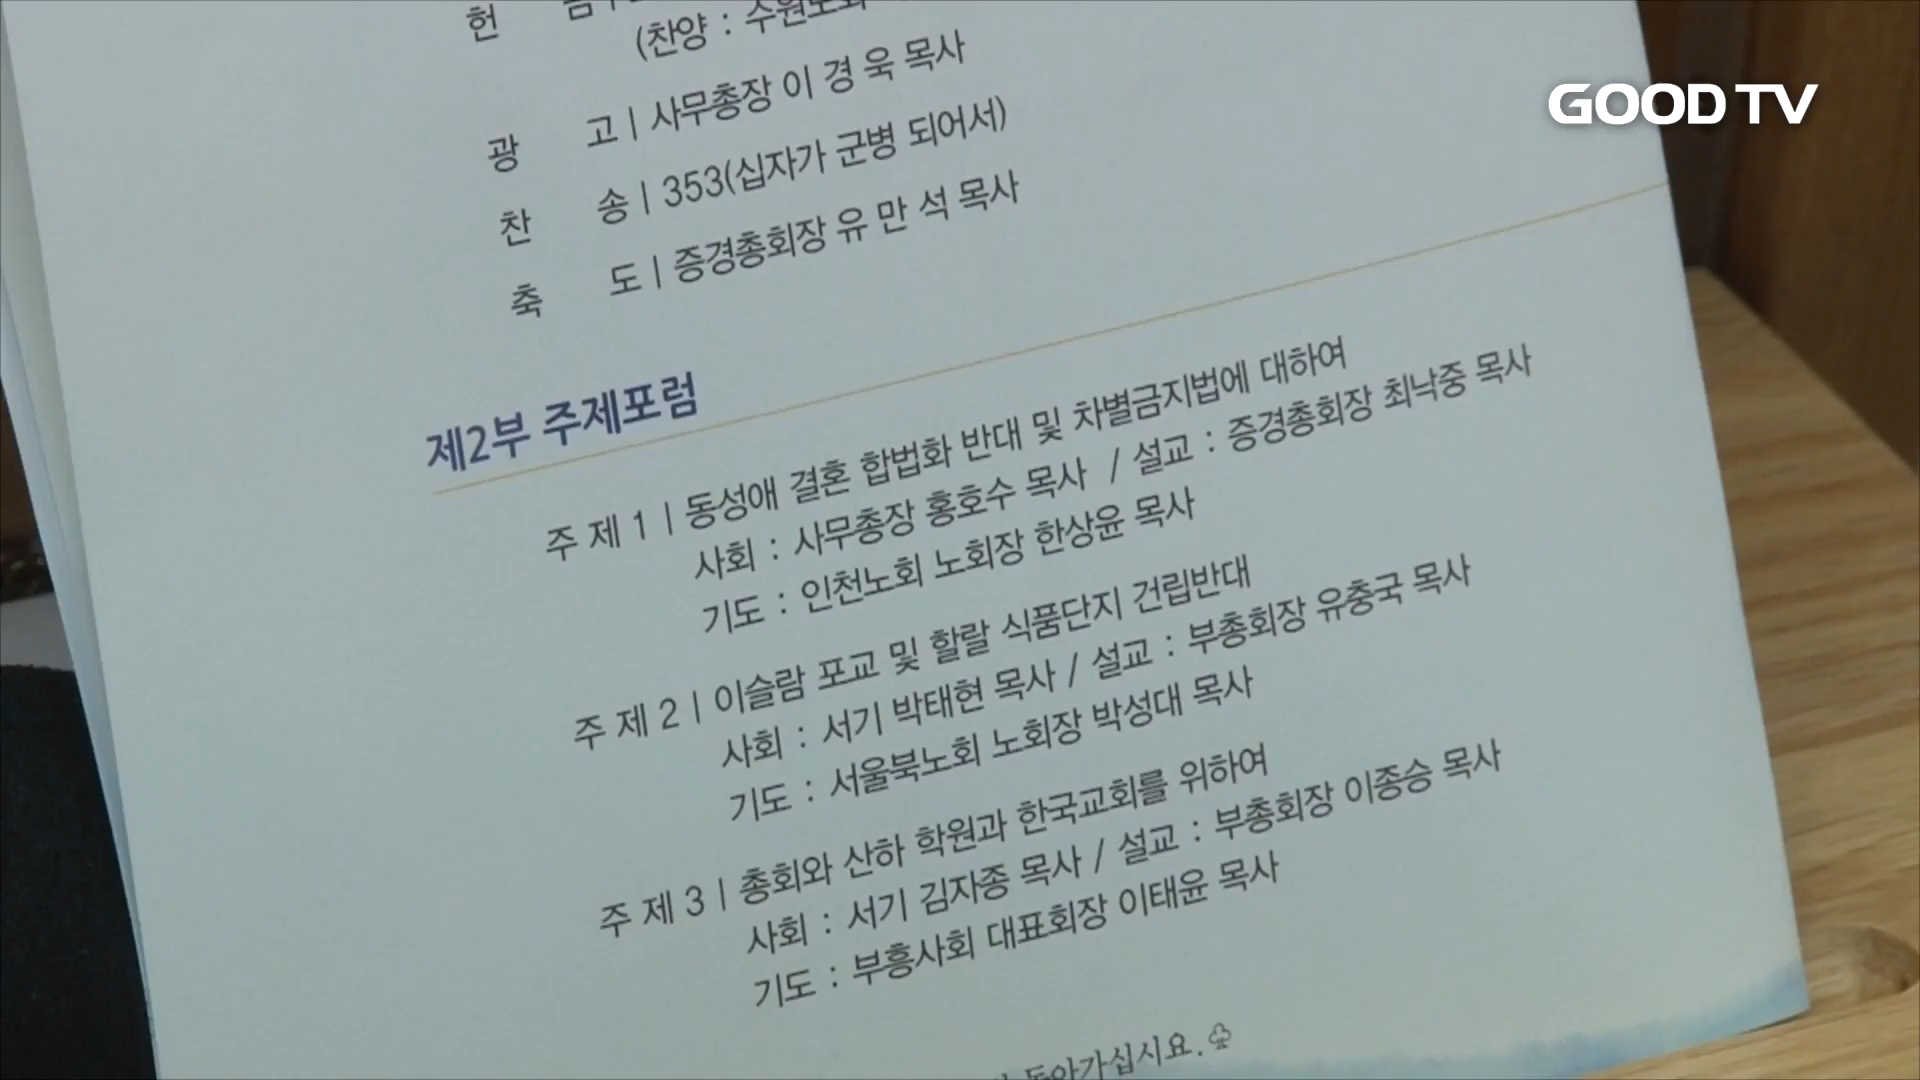 GOOD TV
헌
(찬양 : 수원노회
광 고 | 사무총장 이 경 욱 목사
찬 송 | 353(십자가 군병 되어서)
축 도 | 증경총회장 유 만 석 목사
제2부 주제포럼
주 제 1 | 동성애 결혼 합법화 반대 및 차별금지법에 대하여
사회 : 사무총장 홍호수 목사 / 설교 : 증경총회장 최낙중 목사
기도 : 인천노회 노회장 한상윤 목사
주 제 2 | 이슬람 포교 및 할랄 식품단지 건립반대
사회 : 서기 박태현 목사 / 설교 : 부총회장 유충국 목사
기도 : 서울북노회 노회장 박성대 목사
주 제 3 | 총회와 산하 학원과 한국교회를 위하여
사회 : 서기 김자종 목사 / 설교 : 부총회장 이종승 목사
기도 : 부흥사회 대표회장 이태윤 목사
돌아가십시요.♧